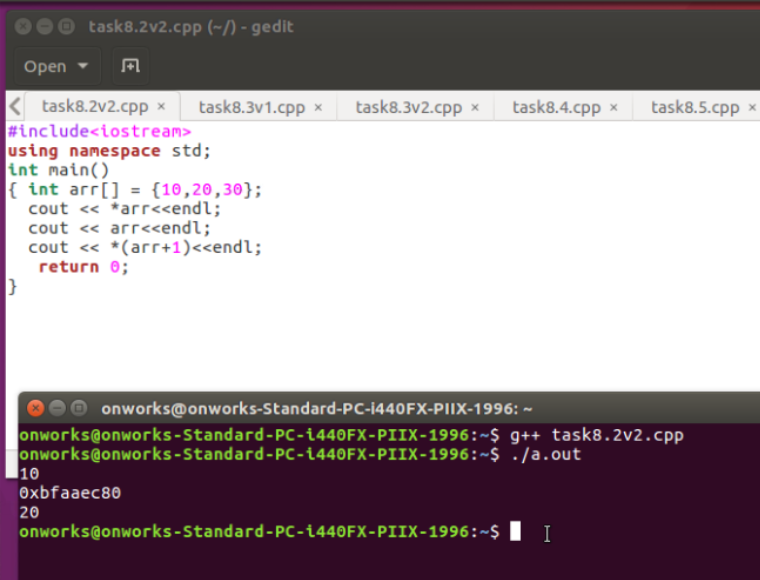 task8.2v2.cpp (~/) - gedit
Open
task8.2v2.cpp × task8.3v1.cpp × task8.3v2.cpp × task8.4.cpp × task8.5.cpp ×
#include<iostream>
using namespace std;
int main()
{ int arr[] = {10,20,30};
  cout << *arr<<endl;
  cout << arr<<endl;
  cout << *(arr+1)<<endl;
   return 0;
}
onworks@onworks-Standard-PC-i440FX-PIIX-1996: ~
onworks@onworks-Standard-PC-i440FX-PIIX-1996:~$ g++ task8.2v2.cpp
onworks@onworks-Standard-PC-i440FX-PIIX-1996:~$ ./a.out
10
0xbfaaec80
20
onworks@onworks-Standard-PC-i440FX-PIIX-1996:~$